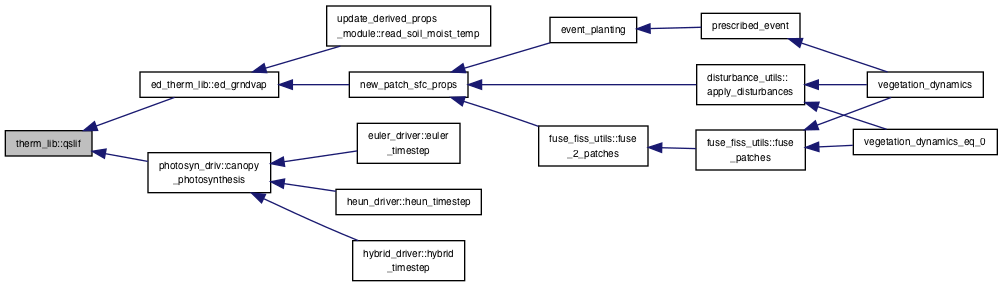 therm_lib::qslif
ed_therm_lib::ed_grndvap
update_derived_props
_module::read_soil_moist_temp
new_patch_sfc_props
event_planting
prescribed_event
vegetation_dynamics
disturbance_utils::
apply_disturbances
vegetation_dynamics_eq_0
fuse_fiss_utils::fuse
_2_patches
fuse_fiss_utils::fuse
_patches
photosyn_driv::canopy
_photosynthesis
euler_driver::euler
_timestep
heun_driver::heun_timestep
hybrid_driver::hybrid
_timestep